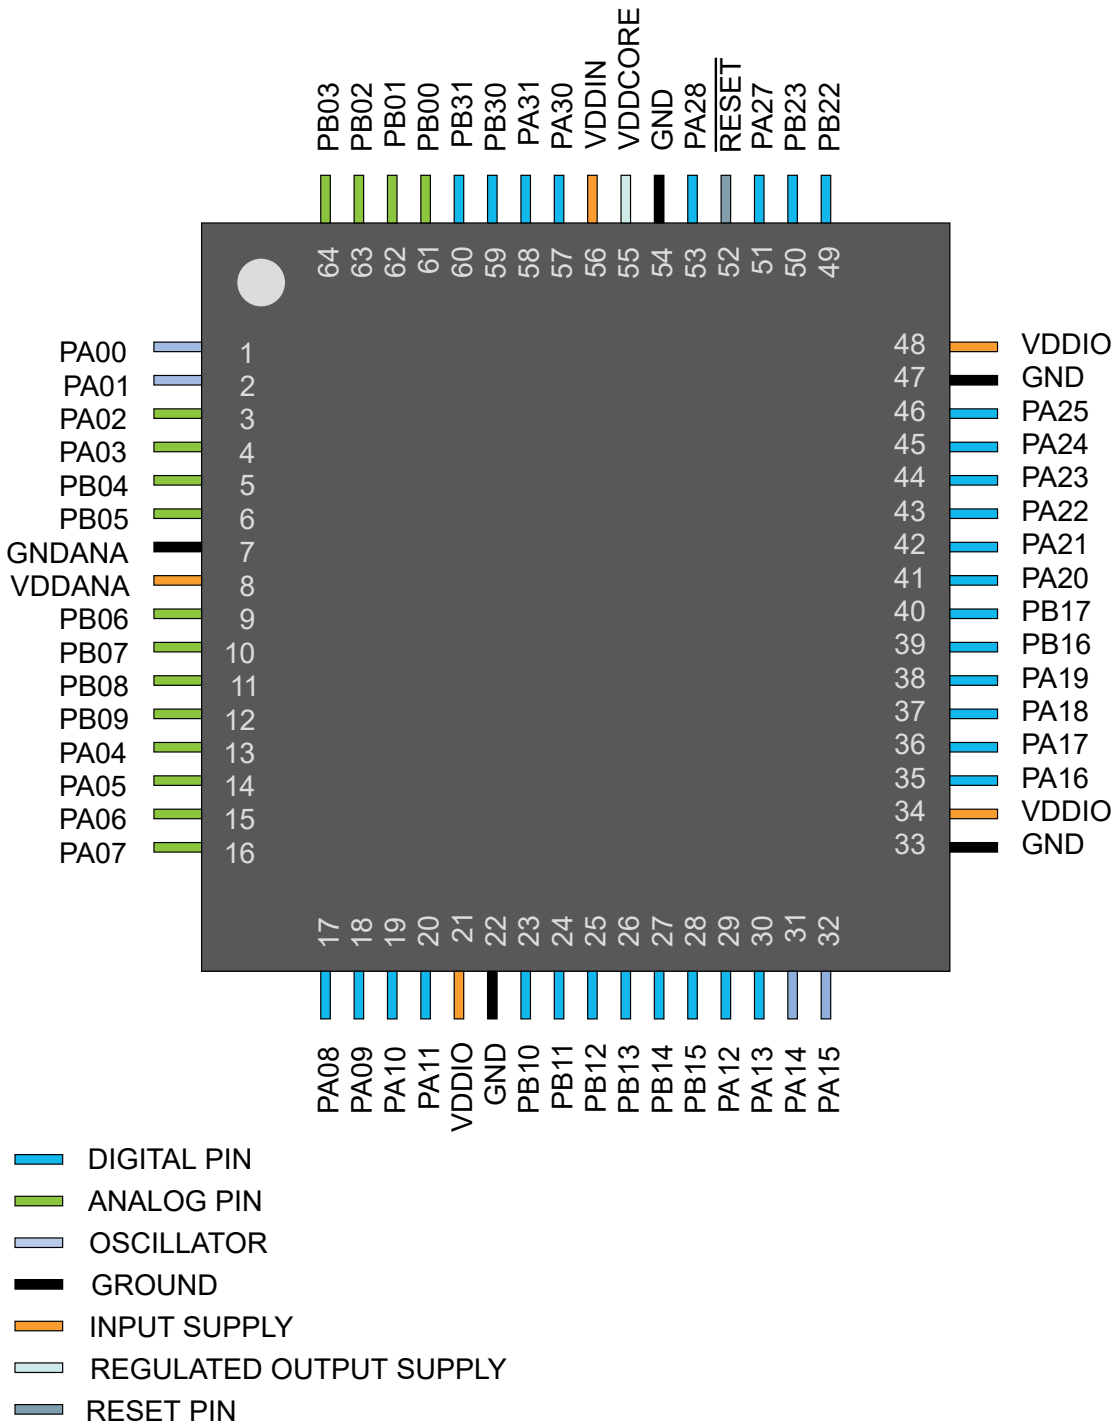 PB03
PB02
PB01
PB00
PB31
PB30
PA31
PA30
VDDIN
VDDCORE
GND
PA28
RESET
PA27
PB23
PB22
64
63
62
61
60
59
58
57
56
55
54
53
52
51
50
49
PA00 1
PA01 2
PA02 3
PA03 4
PB04 5
PB05 6
GNDANA 7
VDDANA 8
PB06 9
PB07 10
PB08 11
PB09 12
PA04 13
PA05 14
PA06 15
PA07 16
48 VDDIO
47 GND
46 PA25
45 PA24
44 PA23
43 PA22
42 PA21
41 PA20
40 PB17
39 PB16
38 PA19
37 PA18
36 PA17
35 PA16
34 VDDIO
33 GND
17
18
19
20
21
22
23
24
25
26
27
28
29
30
31
32
PA08
PA09
PA10
PA11
VDDIO
GND
PB10
PB11
PB12
PB13
PB14
PB15
PA12
PA13
PA14
PA15
DIGITAL PIN
ANALOG PIN
OSCILLATOR
GROUND
INPUT SUPPLY
REGULATED OUTPUT SUPPLY
RESET PIN